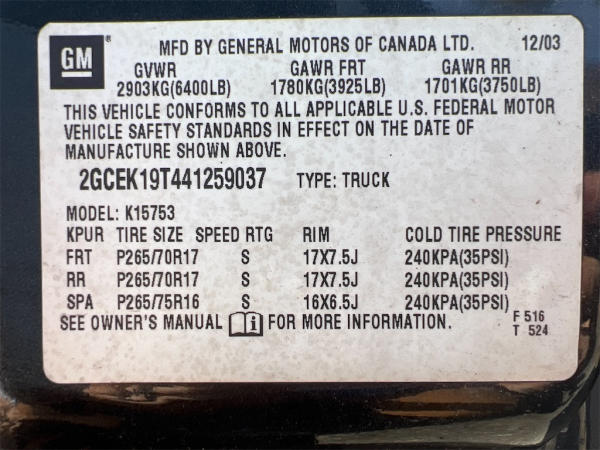 GM
MFD BY GENERAL MOTORS OF CANADA LTD. 12/03
GVWR GAWR FRT GAWR RR
2903KG(6400LB) 1780KG(3925LB) 1701KG(3750LB)
THIS VEHICLE CONFORMS TO ALL APPLICABLE U.S. FEDERAL MOTOR
VEHICLE SAFETY STANDARDS IN EFFECT ON THE DATE OF
MANUFACTURE SHOWN ABOVE.
2GCEK19T441259037 TYPE: TRUCK
MODEL: K15753
KPUR TIRE SIZE SPEED RTG RIM COLD TIRE PRESSURE
FRT P265/70R17 S 17X7.5J 240KPA(35PSI)
RR P265/70R17 S 17X7.5J 240KPA(35PSI)
SPA P265/75R16 S 16X6.5J 240KPA(35PSI)
SEE OWNER'S MANUAL FOR MORE INFORMATION. F 516
T 524